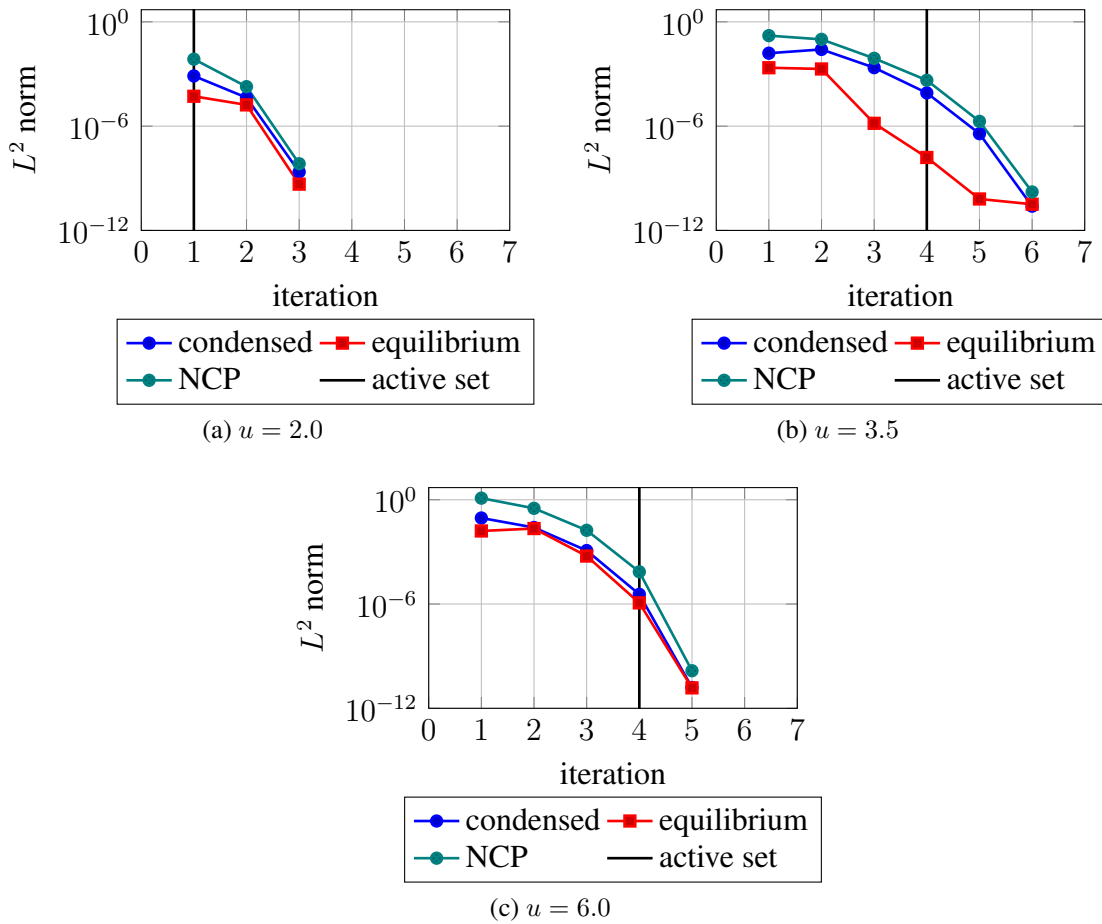 10^0
10^−6
10^−12
L^2 norm
0 1 2 3 4 5 6 7
iteration
condensed equilibrium
NCP active set
(a) u = 2.0
10^0
10^−6
10^−12
L^2 norm
0 1 2 3 4 5 6 7
iteration
condensed equilibrium
NCP active set
(b) u = 3.5
10^0
10^−6
10^−12
L^2 norm
0 1 2 3 4 5 6 7
iteration
condensed equilibrium
NCP active set
(c) u = 6.0